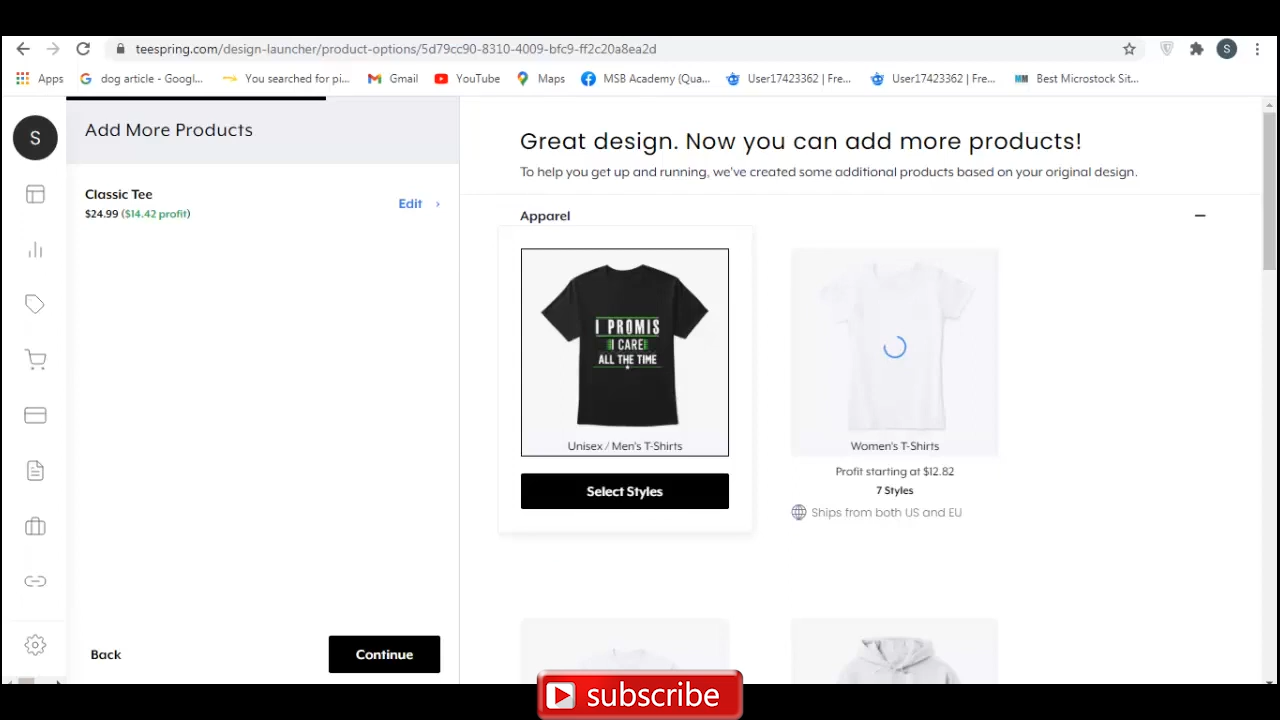 teespring.com/design-launcher/product-options/5d79cc90-8310-4009-bfc9-ff2c20a8ea2d
S
Apps
dog article - Googl...
You searched for pi...
Gmail
YouTube
Maps
MSB Academy (Qua...
User17423362 | Fre...
User17423362 | Fre...
Best Microstock Sit...
S
Add More Products
Classic Tee
$24.99 ($14.42 profit)
Edit
Back
Continue
Great design. Now you can add more products!
To help you get up and running, we've created some additional products based on your original design.
Apparel
I PROMIS
I CARE
ALL THE TIME
Unisex / Men's T-Shirts
Select Styles
Women's T-Shirts
Profit starting at $12.82
7 Styles
Ships from both US and EU
subscribe